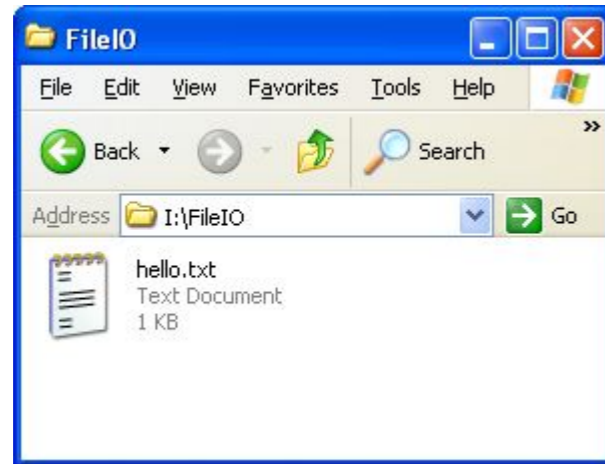 FileIO
File Edit View Favorites Tools Help
Back Search »
Address I:\FileIO Go
hello.txt
Text Document
1 KB